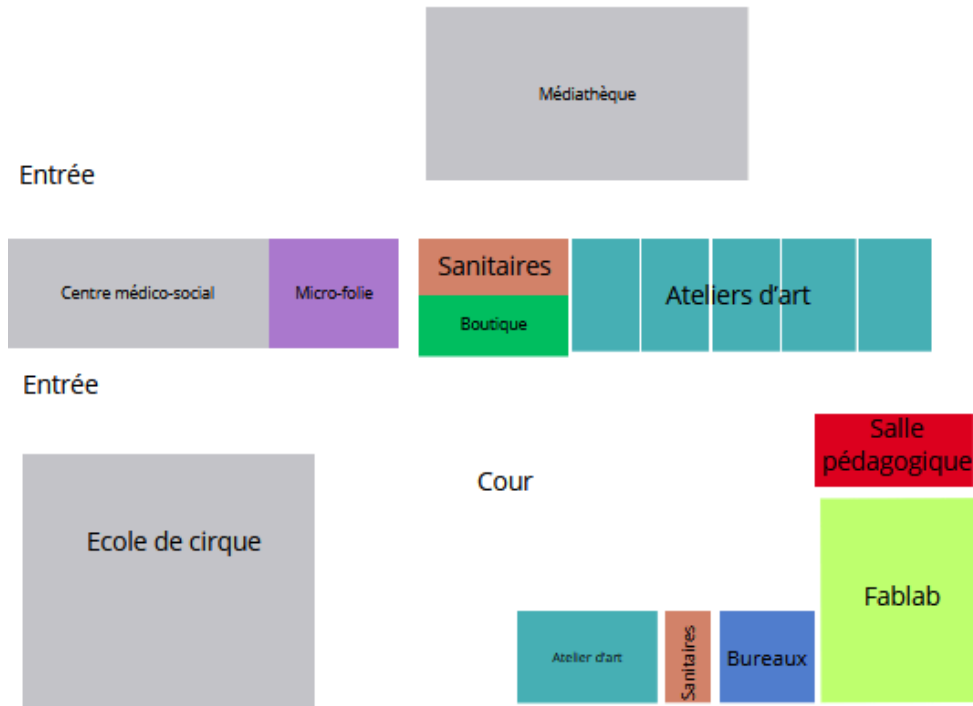 Médiathèque
Entrée
Centre médico-social
Micro-folie
Sanitaires
Boutique
Ateliers d'art
Entrée
Salle
pédagogique
Cour
Ecole de cirque
Fablab
Atelier d'art
Sanitaires
Bureaux